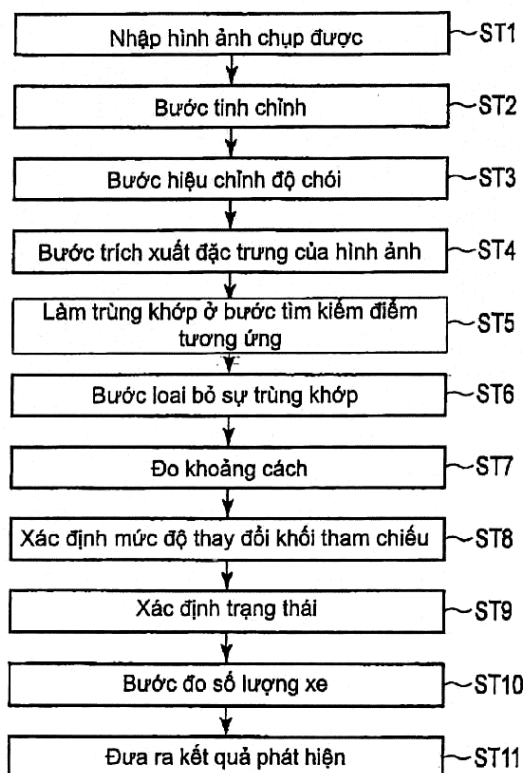 Nhập hình ảnh chụp được ST1
Bước tinh chỉnh ST2
Bước hiệu chỉnh độ chói ST3
Bước trích xuất đặc trưng của hình ảnh ST4
Làm trùng khớp ở bước tìm kiếm điểm
tương ứng ST5
Bước loai bỏ sự trùng khớp ST6
Đo khoảng cách ST7
Xác định mức độ thay đổi khối tham chiếu ST8
Xác định trạng thái ST9
Bước đo số lượng xe ST10
Đưa ra kết quả phát hiện ST11